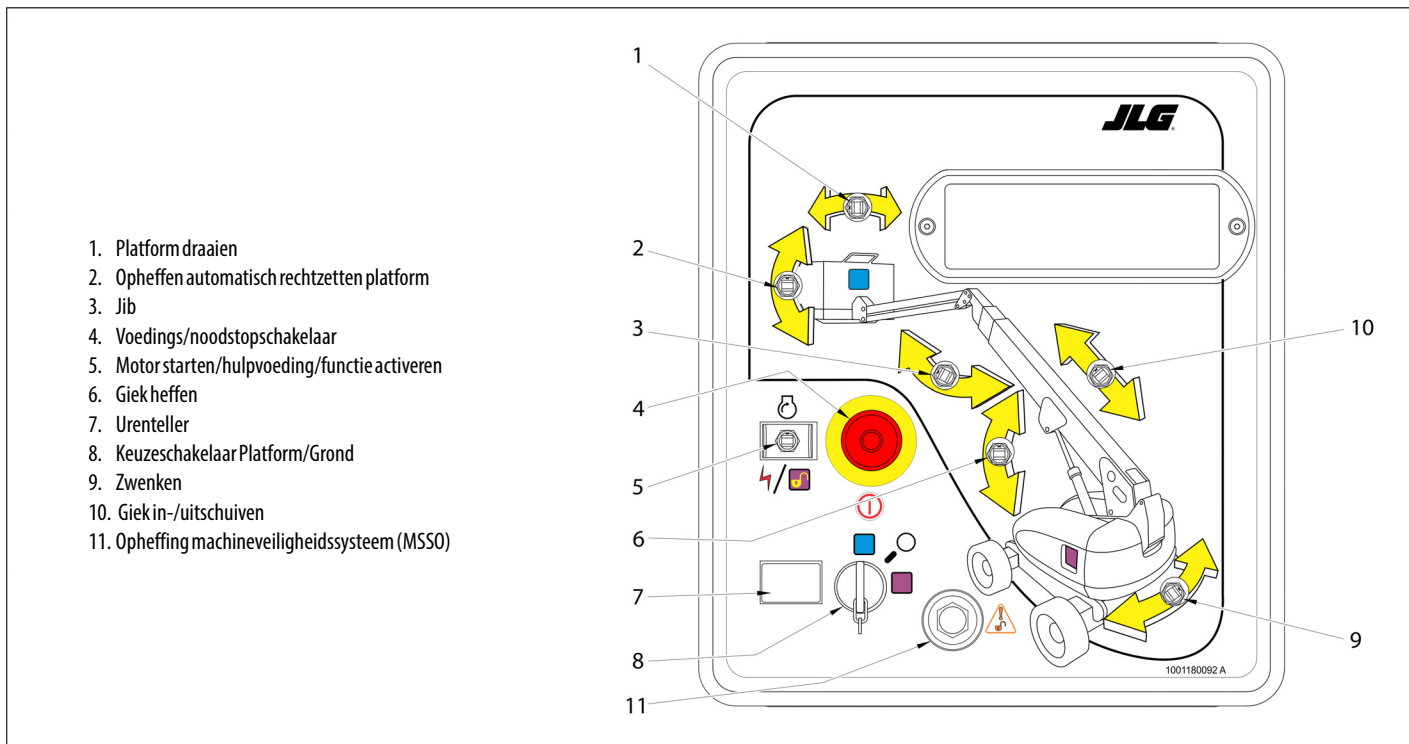 1. Platform draaien
2. Opheffen automatisch rechtzetten platform
3. Jib
4. Voedings/noodstopschakelaar
5. Motor starten/hulpvoeding/functie activeren
6. Giek heffen
7. Urenteller
8. Keuzeschakelaar Platform/Grond
9. Zwenken
10. Giek in-/uitschuiven
11. Opheffing machineveiligheidssysteem (MSSO)
JLG
1
2
3
4
5
6
7
8
11
10
9
1001180092 A